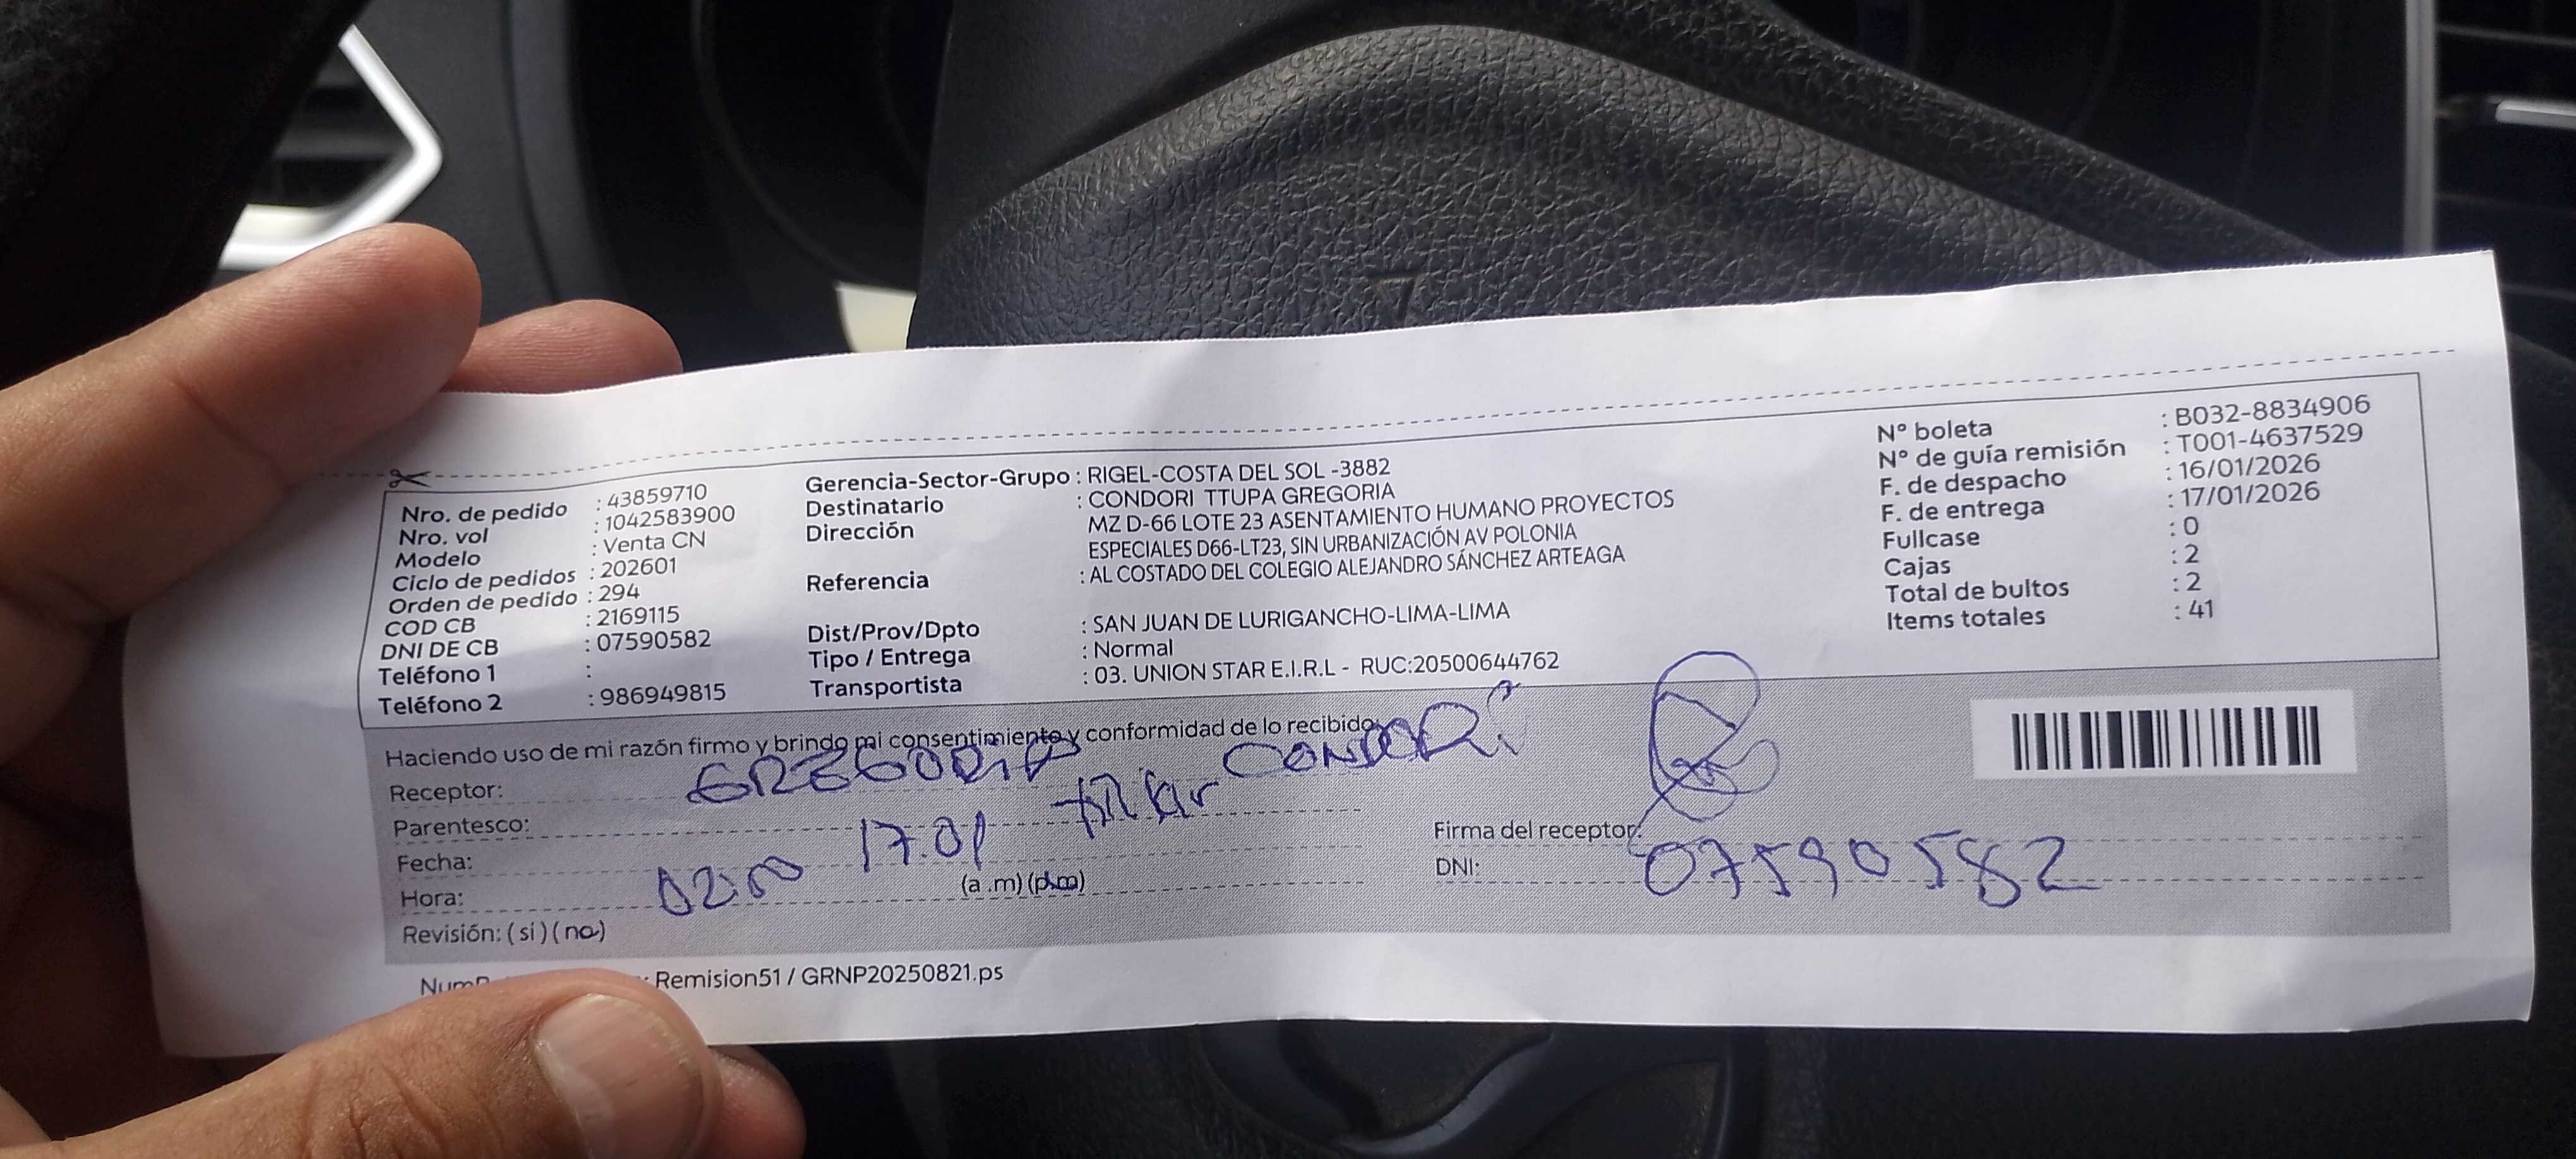 Nro. de pedido : 43859710
Nro. vol : 1042583900
Modelo : Venta CN
Ciclo de pedidos : 202601
Orden de pedido : 294
COD CB : 2169115
DNI DE CB : 07590582
Teléfono 1 :
Teléfono 2 : 986949815
Gerencia-Sector-Grupo : RIGEL-COSTA DEL SOL -3882
Destinatario : CONDORI TTUPA GREGORIA
Dirección MZ D-66 LOTE 23 ASENTAMIENTO HUMANO PROYECTOS
ESPECIALES D66-LT23, SIN URBANIZACIÓN AV POLONIA
Referencia : AL COSTADO DEL COLEGIO ALEJANDRO SÁNCHEZ ARTEAGA
Dist/Prov/Dpto : SAN JUAN DE LURIGANCHO-LIMA-LIMA
Tipo / Entrega : Normal
Transportista : 03. UNION STAR E.I.R.L - RUC:20500644762
N° boleta : B032-8834906
N° de guía remisión : T001-4637529
F. de despacho : 16/01/2026
F. de entrega : 17/01/2026
Fullcase : 0
Cajas : 2
Total de bultos : 2
Items totales : 41
Haciendo uso de mi razón firmo y brindo mi consentimiento y conformidad de lo recibido:
Receptor: GREGORIA CONDORI
Parentesco:
Fecha: 17.01
Hora: 02:00 (a .m) (p.m)
Revisión: ( si ) ( no )
Firma del receptor:
DNI: 07590582
Remision51 / GRNP20250821.ps